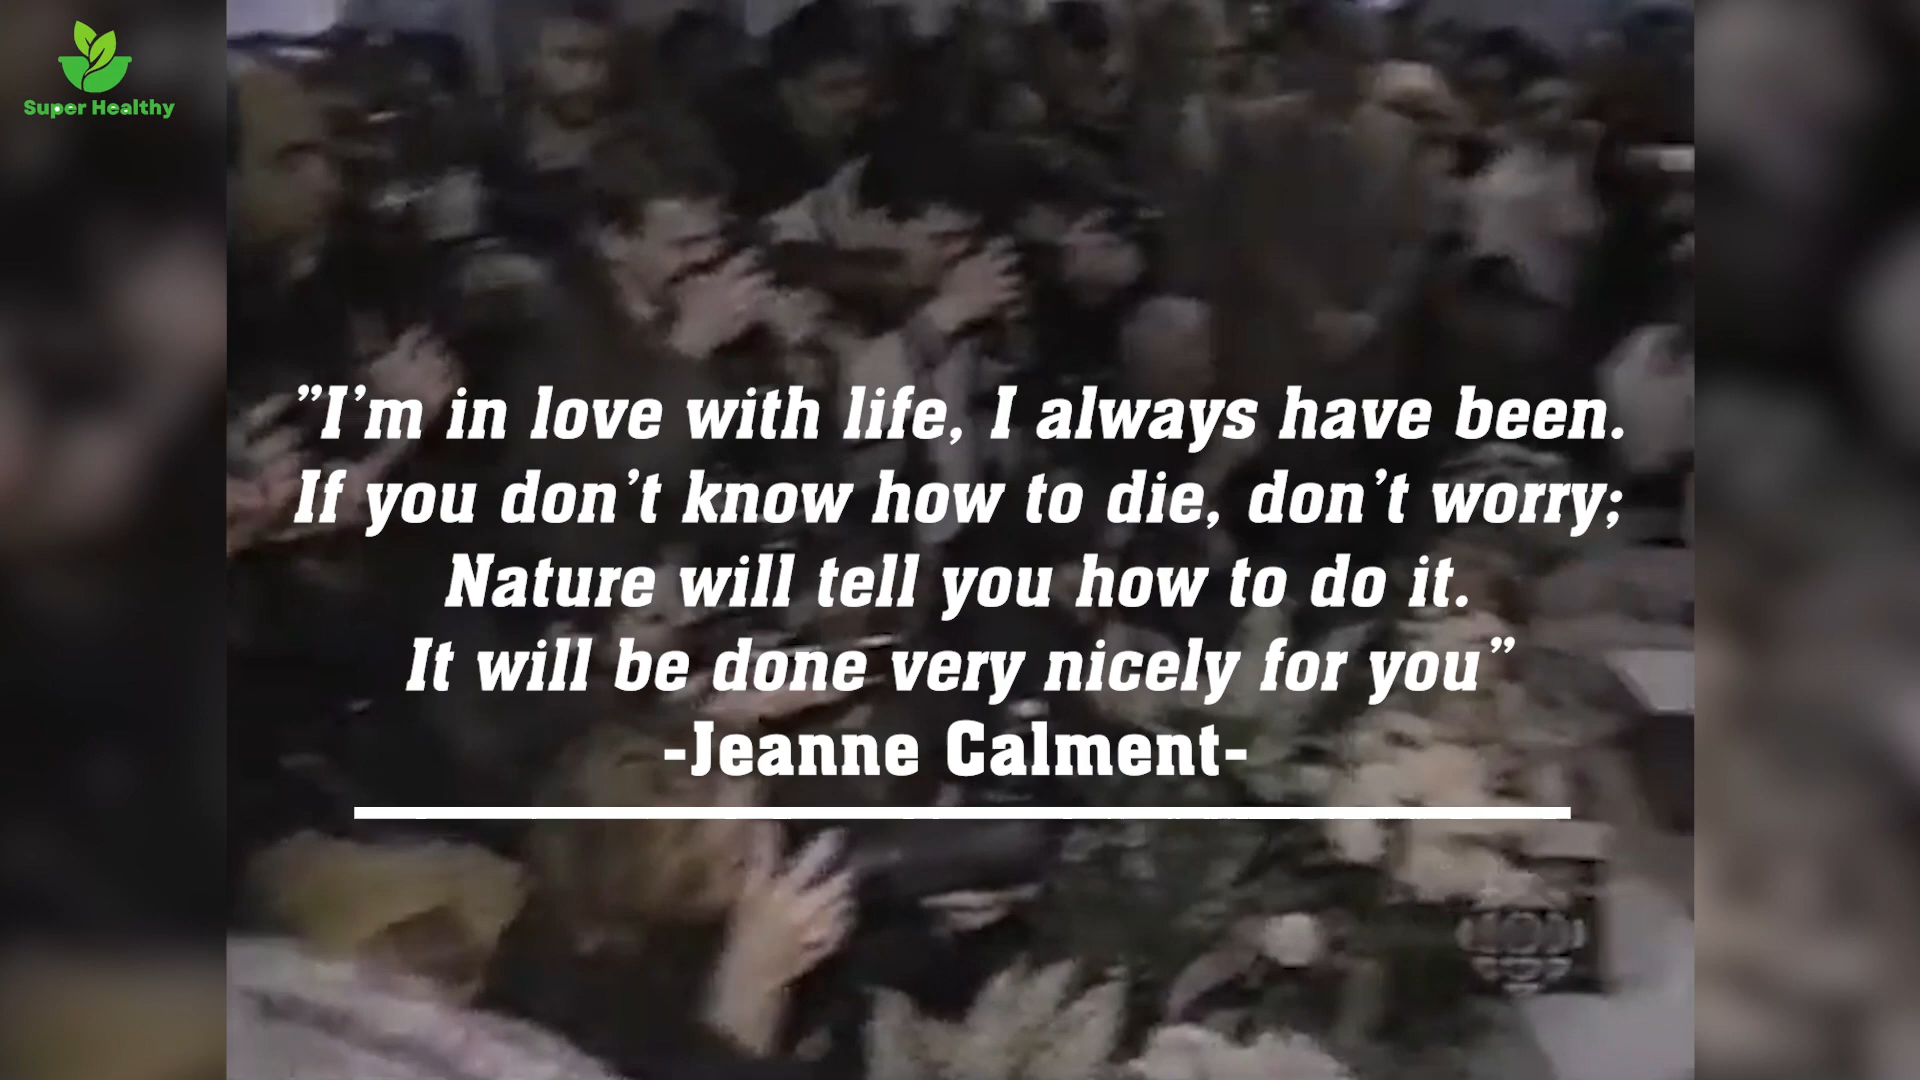 Super Healthy
”I’m in love with life, I always have been.
If you don’t know how to die, don’t worry;
Nature will tell you how to do it.
It will be done very nicely for you”
-Jeanne Calment-